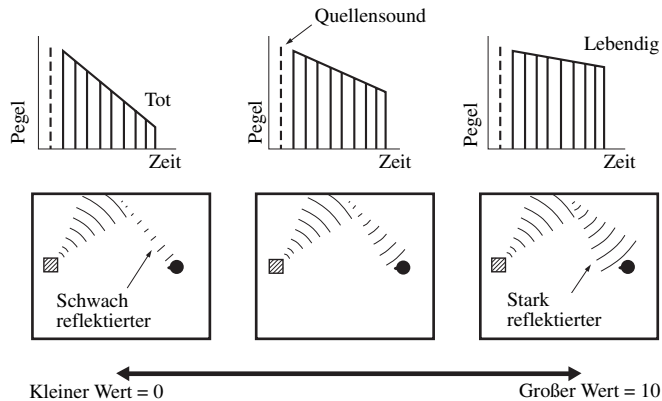 Quellensound
Pegel
Tot
Zeit
Pegel
Zeit
Pegel
Lebendig
Zeit
Schwach
reflektierter
Stark
reflektierter
Kleiner Wert = 0
Großer Wert = 10